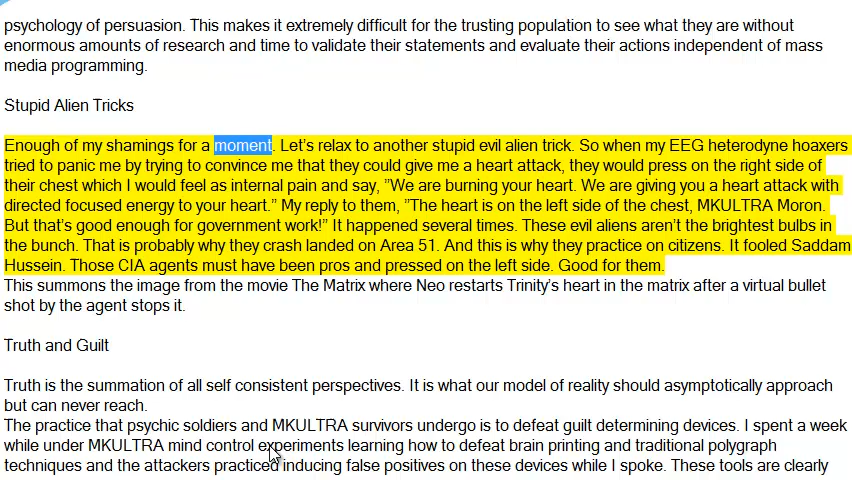 psychology of persuasion. This makes it extremely difficult for the trusting population to see what they are without
enormous amounts of research and time to validate their statements and evaluate their actions independent of mass
media programming.
Stupid Alien Tricks
Enough of my shamings for a moment. Let's relax to another stupid evil alien trick. So when my EEG heterodyne hoaxers
tried to panic me by trying to convince me that they could give me a heart attack, they would press on the right side of
their chest which I would feel as internal pain and say, "We are burning your heart. We are giving you a heart attack with
directed focused energy to your heart." My reply to them, "The heart is on the left side of the chest, MKULTRA Moron.
But that's good enough for government work!" It happened several times. These evil aliens aren't the brightest bulbs in
the bunch. That is probably why they crash landed on Area 51. And this is why they practice on citizens. It fooled Saddam
Hussein. Those CIA agents must have been pros and pressed on the left side. Good for them.
This summons the image from the movie The Matrix where Neo restarts Trinity's heart in the matrix after a virtual bullet
shot by the agent stops it.
Truth and Guilt
Truth is the summation of all self consistent perspectives. It is what our model of reality should asymptotically approach
but can never reach.
The practice that psychic soldiers and MKULTRA survivors undergo is to defeat guilt determining devices. I spent a week
while under MKULTRA mind control experiments learning how to defeat brain printing and traditional polygraph
techniques and the attackers practiced inducing false positives on these devices while I spoke. These tools are clearly